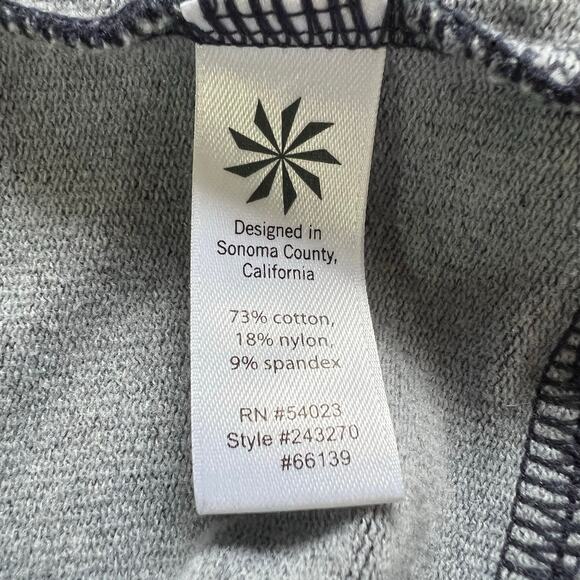 Designed in
Sonoma County,
California
73% cotton,
18% nylon,
9% spandex
RN #54023
Style #243270
#66139